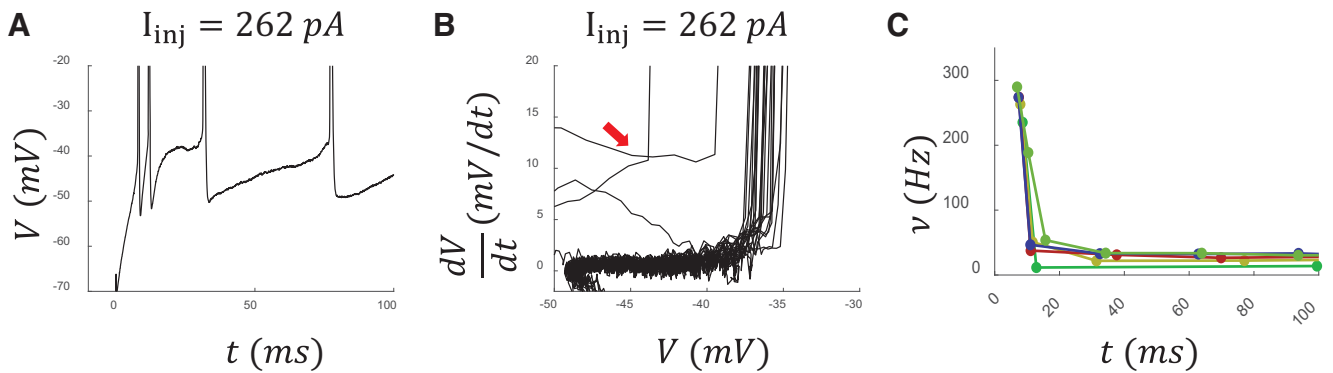 A
I_inj = 262 pA
-20
-30
-40
-50
-60
-70
V (mV)
0
50
100
t (ms)
B
I_inj = 262 pA
20
15
10
5
0
dV/dt (mV/dt)
-50
-45
-40
-35
-30
V (mV)
C
300
200
100
0
ν (Hz)
0
20
40
60
80
100
t (ms)